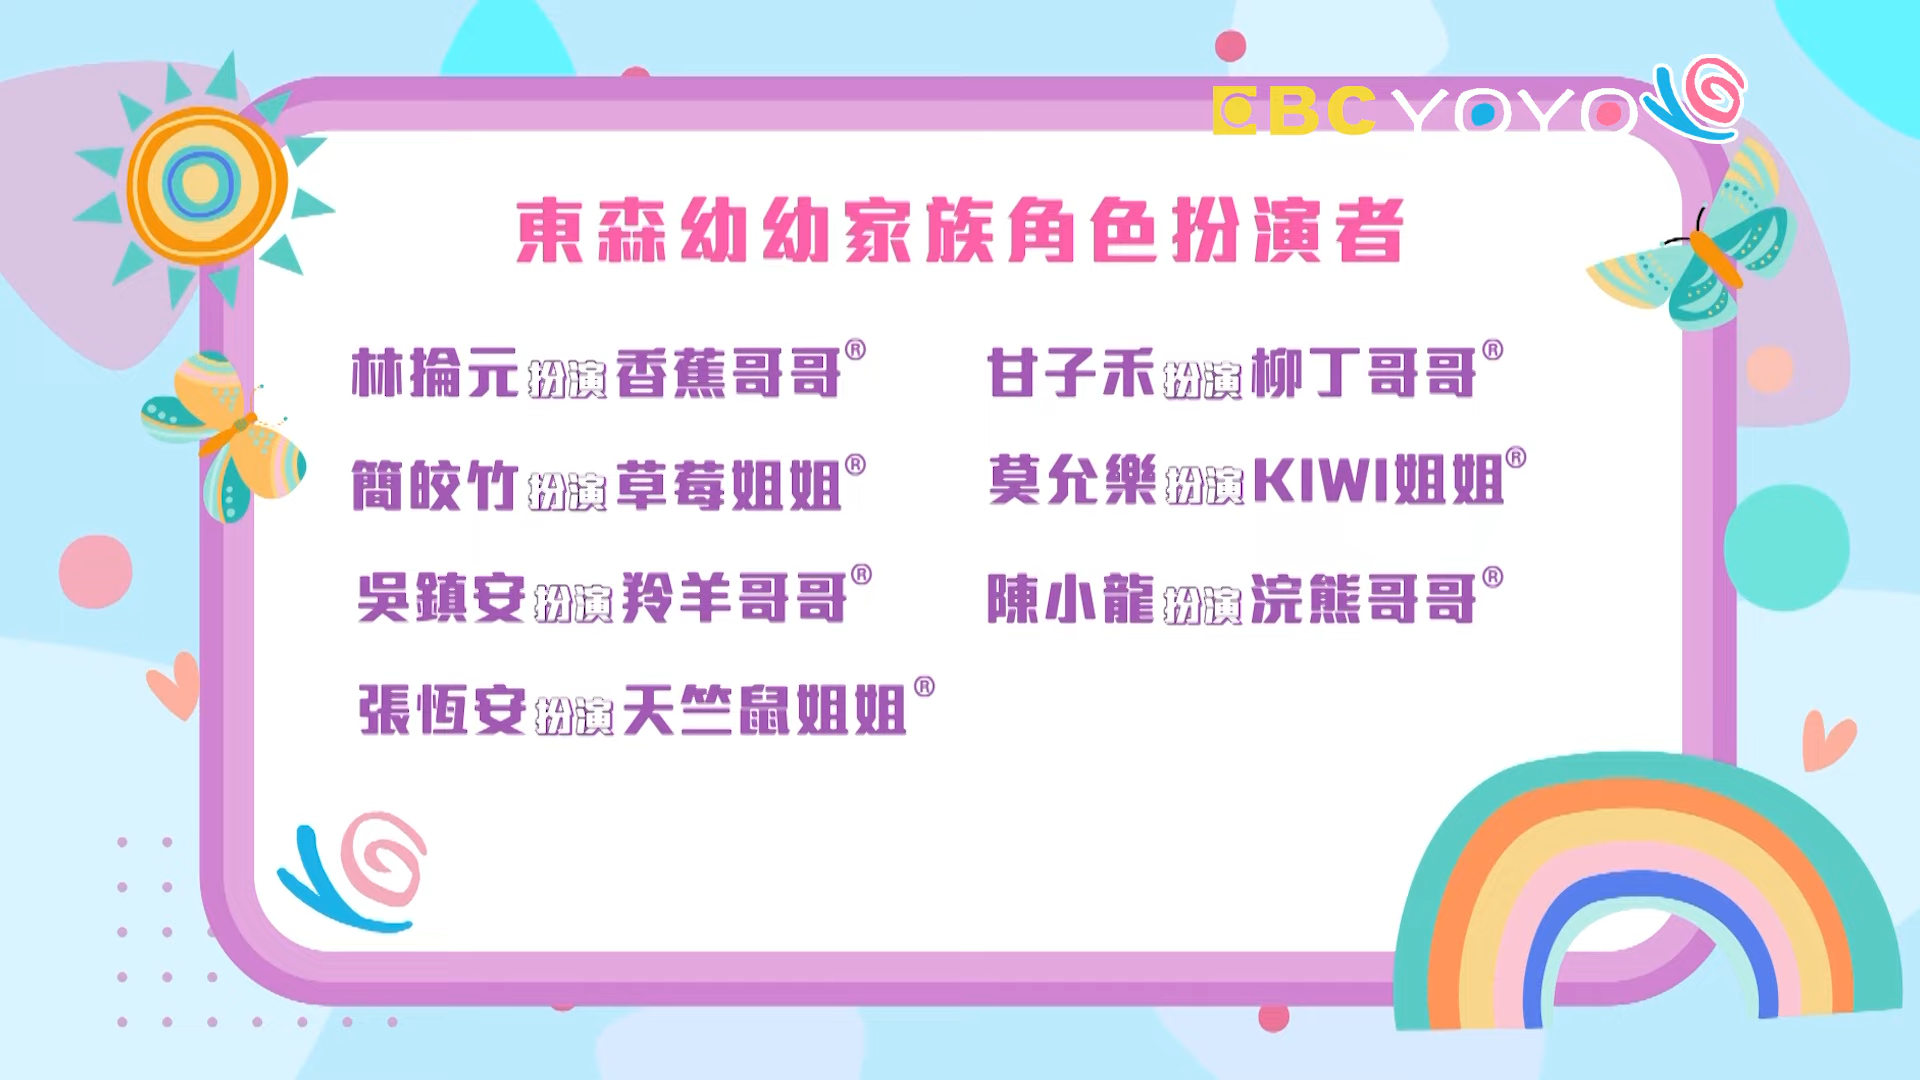 EBC YOYO
東森幼幼家族角色扮演者
林掄元扮演香蕉哥哥®
甘子禾扮演柳丁哥哥®
簡皎竹扮演草莓姐姐®
莫允樂扮演KIWI姐姐®
吳鎮安扮演羚羊哥哥®
陳小龍扮演浣熊哥哥®
張恆安扮演天竺鼠姐姐®